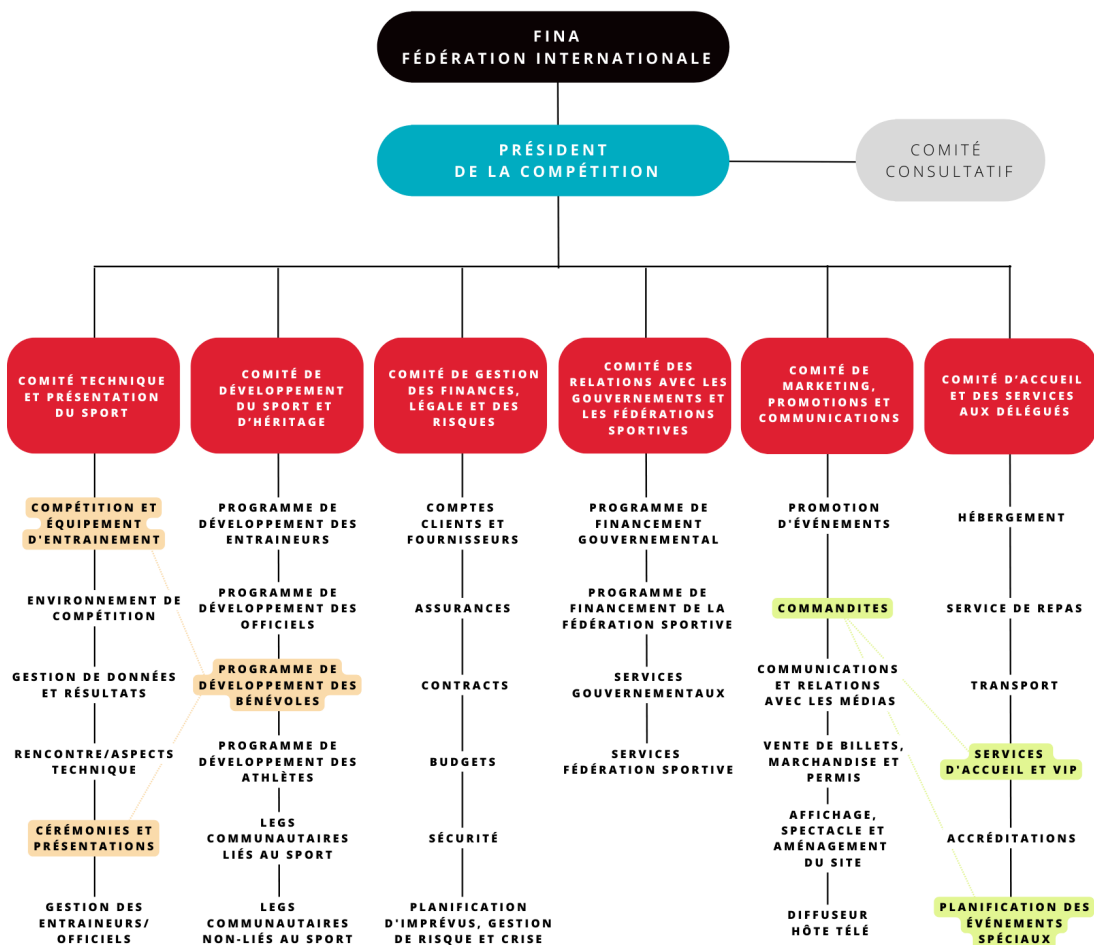 FINA
FÉDÉRATION INTERNATIONALE
PRÉSIDENT
DE LA COMPÉTITION
COMITÉ
CONSULTATIF
COMITÉ TECHNIQUE
ET PRÉSENTATION
DU SPORT
COMITÉ DE
DÉVELOPPEMENT
DU SPORT ET
D'HÉRITAGE
COMITÉ DE GESTION
DES FINANCES,
LÉGALE ET DES
RISQUES
COMITÉ DES
RELATIONS AVEC LES
GOUVERNEMENTS ET
LES FÉDÉRATIONS
SPORTIVES
COMITÉ DE
MARKETING,
PROMOTIONS ET
COMMUNICATIONS
COMITÉ D'ACCUEIL
ET DES SERVICES
AUX DÉLÉGUÉS
COMPÉTITION ET
ÉQUIPEMENT
D'ENTRAINEMENT
ENVIRONNEMENT DE
COMPÉTITION
GESTION DE DONNÉES
ET RÉSULTATS
RENCONTRE/ASPECTS
TECHNIQUE
CÉRÉMONIES ET
PRÉSENTATIONS
GESTION DES
ENTRAINEURS/
OFFICIELS
PROGRAMME DE
DÉVELOPPEMENT DES
ENTRAINEURS
PROGRAMME DE
DÉVELOPPEMENT DES
OFFICIELS
PROGRAMME DE
DÉVELOPPEMENT DES
BÉNÉVOLES
PROGRAMME DE
DÉVELOPPEMENT DES
ATHLÈTES
LEGS
COMMUNAUTAIRES
LIÉS AU SPORT
LEGS
COMMUNAUTAIRES
NON-LIÉS AU SPORT
COMPTES
CLIENTS ET
FOURNISSEURS
ASSURANCES
CONTRACTS
BUDGETS
SÉCURITÉ
PLANIFICATION
D'IMPRÉVUS, GESTION
DE RISQUE ET CRISE
PROGRAMME DE
FINANCEMENT
GOUVERNEMENTAL
PROGRAMME DE
FINANCEMENT DE LA
FÉDÉRATION SPORTIVE
SERVICES
GOUVERNEMENTAUX
SERVICES
FÉDÉRATION SPORTIVE
PROMOTION
D'ÉVÉNEMENTS
COMMANDITES
COMMUNICATIONS
ET RELATIONS
AVEC LES MÉDIAS
VENTE DE BILLETS,
MARCHANDISE ET
PERMIS
AFFICHAGE,
SPECTACLE ET
AMÉNAGEMENT
DU SITE
DIFFUSEUR
HÔTE TÉLÉ
HÉBERGEMENT
SERVICE DE REPAS
TRANSPORT
SERVICES
D'ACCUEIL ET VIP
ACCRÉDITATIONS
PLANIFICATION DES
ÉVÉNEMENTS
SPÉCIAUX